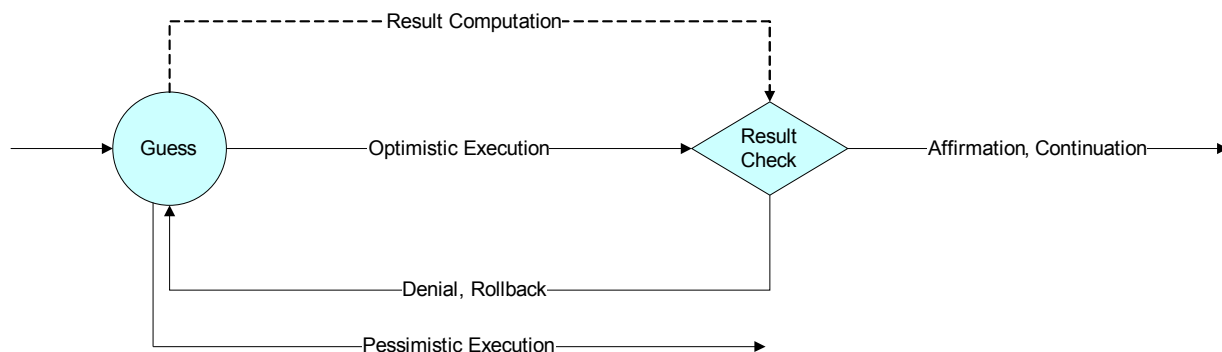 Result Computation
Guess
Optimistic Execution
Result
Check
Affirmation, Continuation
Denial, Rollback
Pessimistic Execution